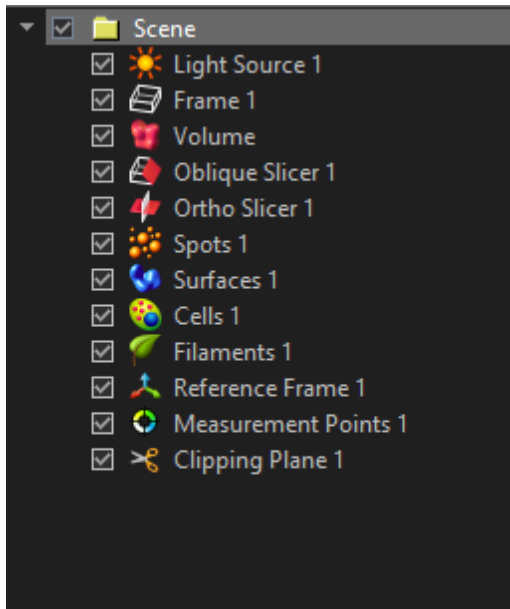 Scene
Light Source 1
Frame 1
Volume
Oblique Slicer 1
Ortho Slicer 1
Spots 1
Surfaces 1
Cells 1
Filaments 1
Reference Frame 1
Measurement Points 1
Clipping Plane 1